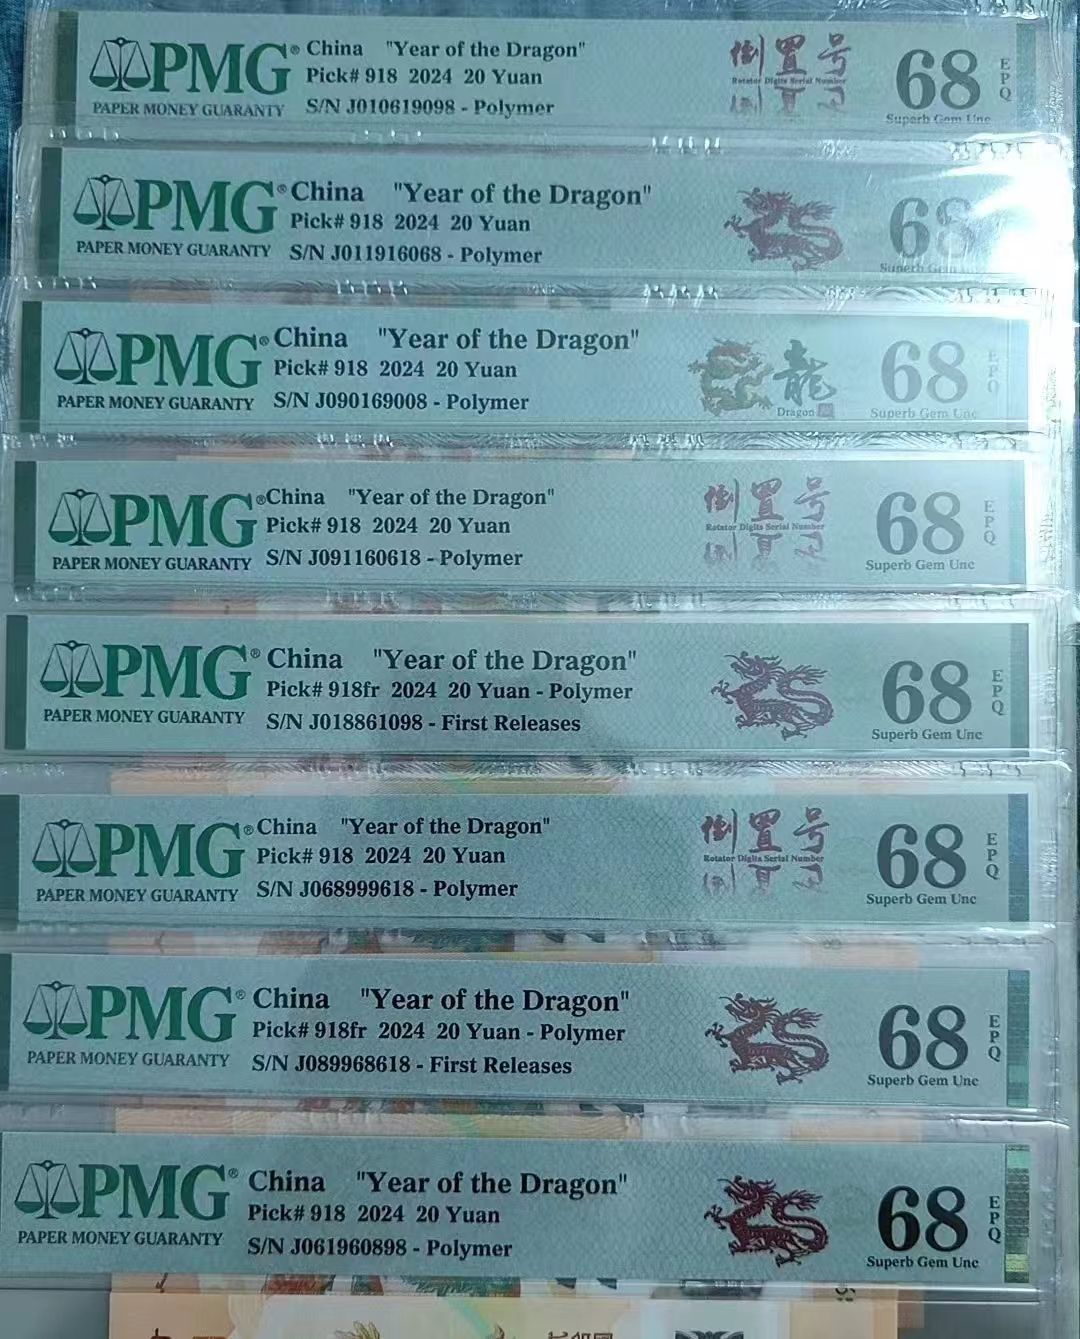 PMG® China "Year of the Dragon" 倒置号 68 EPQ
Pick# 918 2024 20 Yuan Rotator Digits Serial Number
PAPER MONEY GUARANTY S/N J010619098 - Polymer Superb Gem Unc
PMG® China "Year of the Dragon" 68
Pick# 918 2024 20 Yuan
PAPER MONEY GUARANTY S/N J011916068 - Polymer Superb Gem
PMG® China "Year of the Dragon" 龍 68 EPQ
Pick# 918 2024 20 Yuan
PAPER MONEY GUARANTY S/N J090169008 - Polymer Dragon Superb Gem Unc
PMG® China "Year of the Dragon" 倒置号 68 EPQ
Pick# 918 2024 20 Yuan Rotator Digits Serial Number
PAPER MONEY GUARANTY S/N J091160618 - Polymer Superb Gem Unc
PMG® China "Year of the Dragon" 68 EPQ
Pick# 918fr 2024 20 Yuan - Polymer
PAPER MONEY GUARANTY S/N J018861098 - First Releases Superb Gem Unc
PMG® China "Year of the Dragon" 倒置号 68 EPQ
Pick# 918 2024 20 Yuan Rotator Digits Serial Number
PAPER MONEY GUARANTY S/N J068999618 - Polymer Superb Gem Unc
PMG® China "Year of the Dragon" 68 EPQ
Pick# 918fr 2024 20 Yuan - Polymer
PAPER MONEY GUARANTY S/N J089968618 - First Releases Superb Gem Unc
PMG® China "Year of the Dragon" 68 EPQ
Pick# 918 2024 20 Yuan
PAPER MONEY GUARANTY S/N J061960898 - Polymer Superb Gem Unc